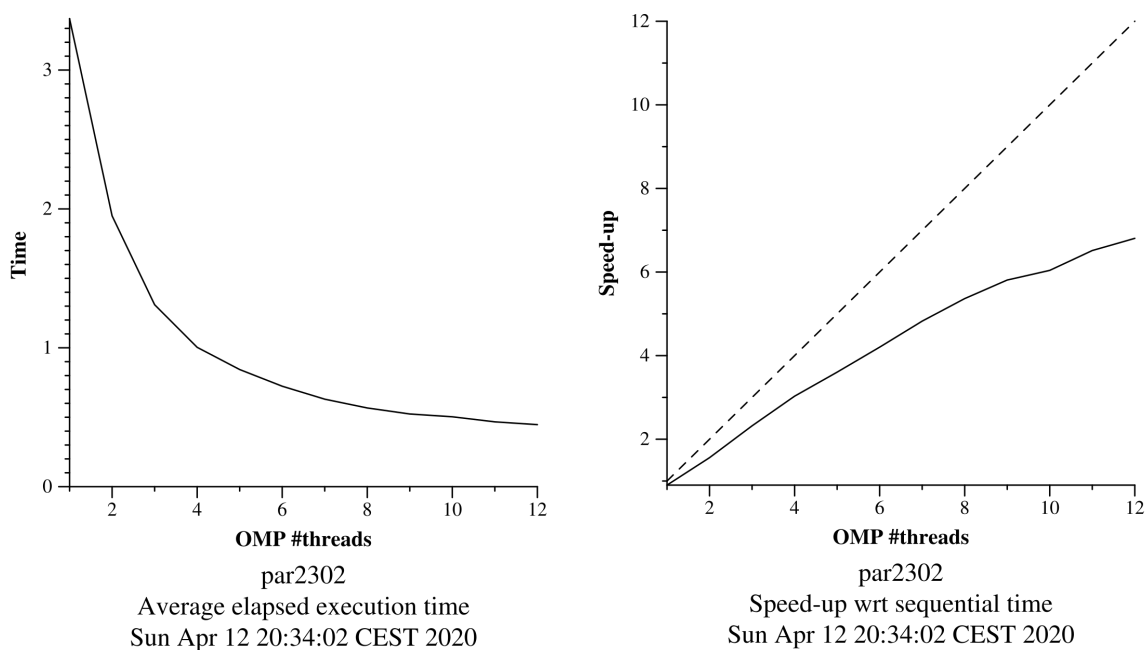 3
2
1
0
Time
2 4 6 8 10 12
OMP #threads
par2302
Average elapsed execution time
Sun Apr 12 20:34:02 CEST 2020
12
10
8
6
4
2
Speed-up
2 4 6 8 10 12
OMP #threads
par2302
Speed-up wrt sequential time
Sun Apr 12 20:34:02 CEST 2020